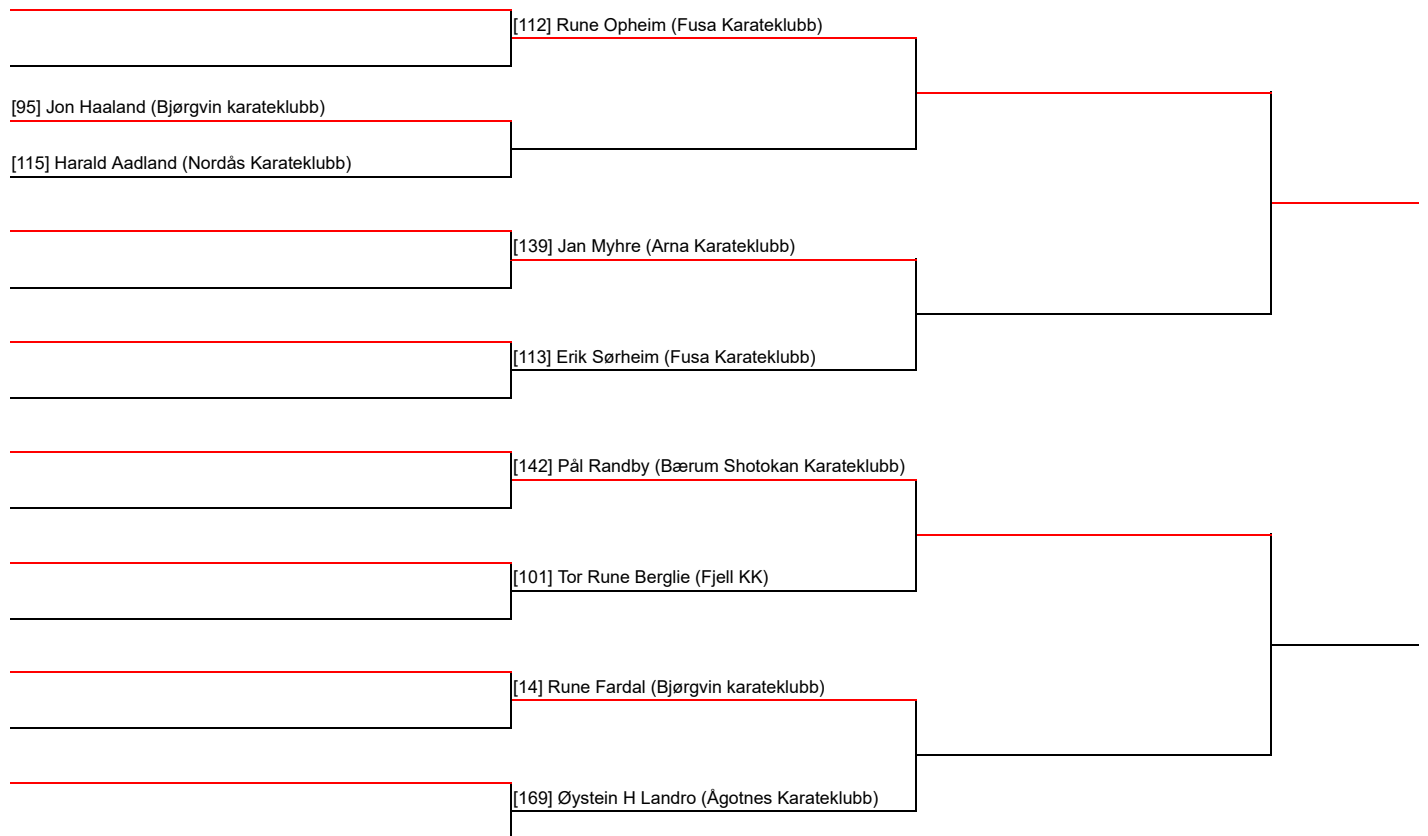 [112] Rune Opheim (Fusa Karateklubb)
[95] Jon Haaland (Bjørgvin karateklubb)
[115] Harald Aadland (Nordås Karateklubb)
[139] Jan Myhre (Arna Karateklubb)
[113] Erik Sørheim (Fusa Karateklubb)
[142] Pål Randby (Bærum Shotokan Karateklubb)
[101] Tor Rune Berglie (Fjell KK)
[14] Rune Fardal (Bjørgvin karateklubb)
[169] Øystein H Landro (Ågotnes Karateklubb)